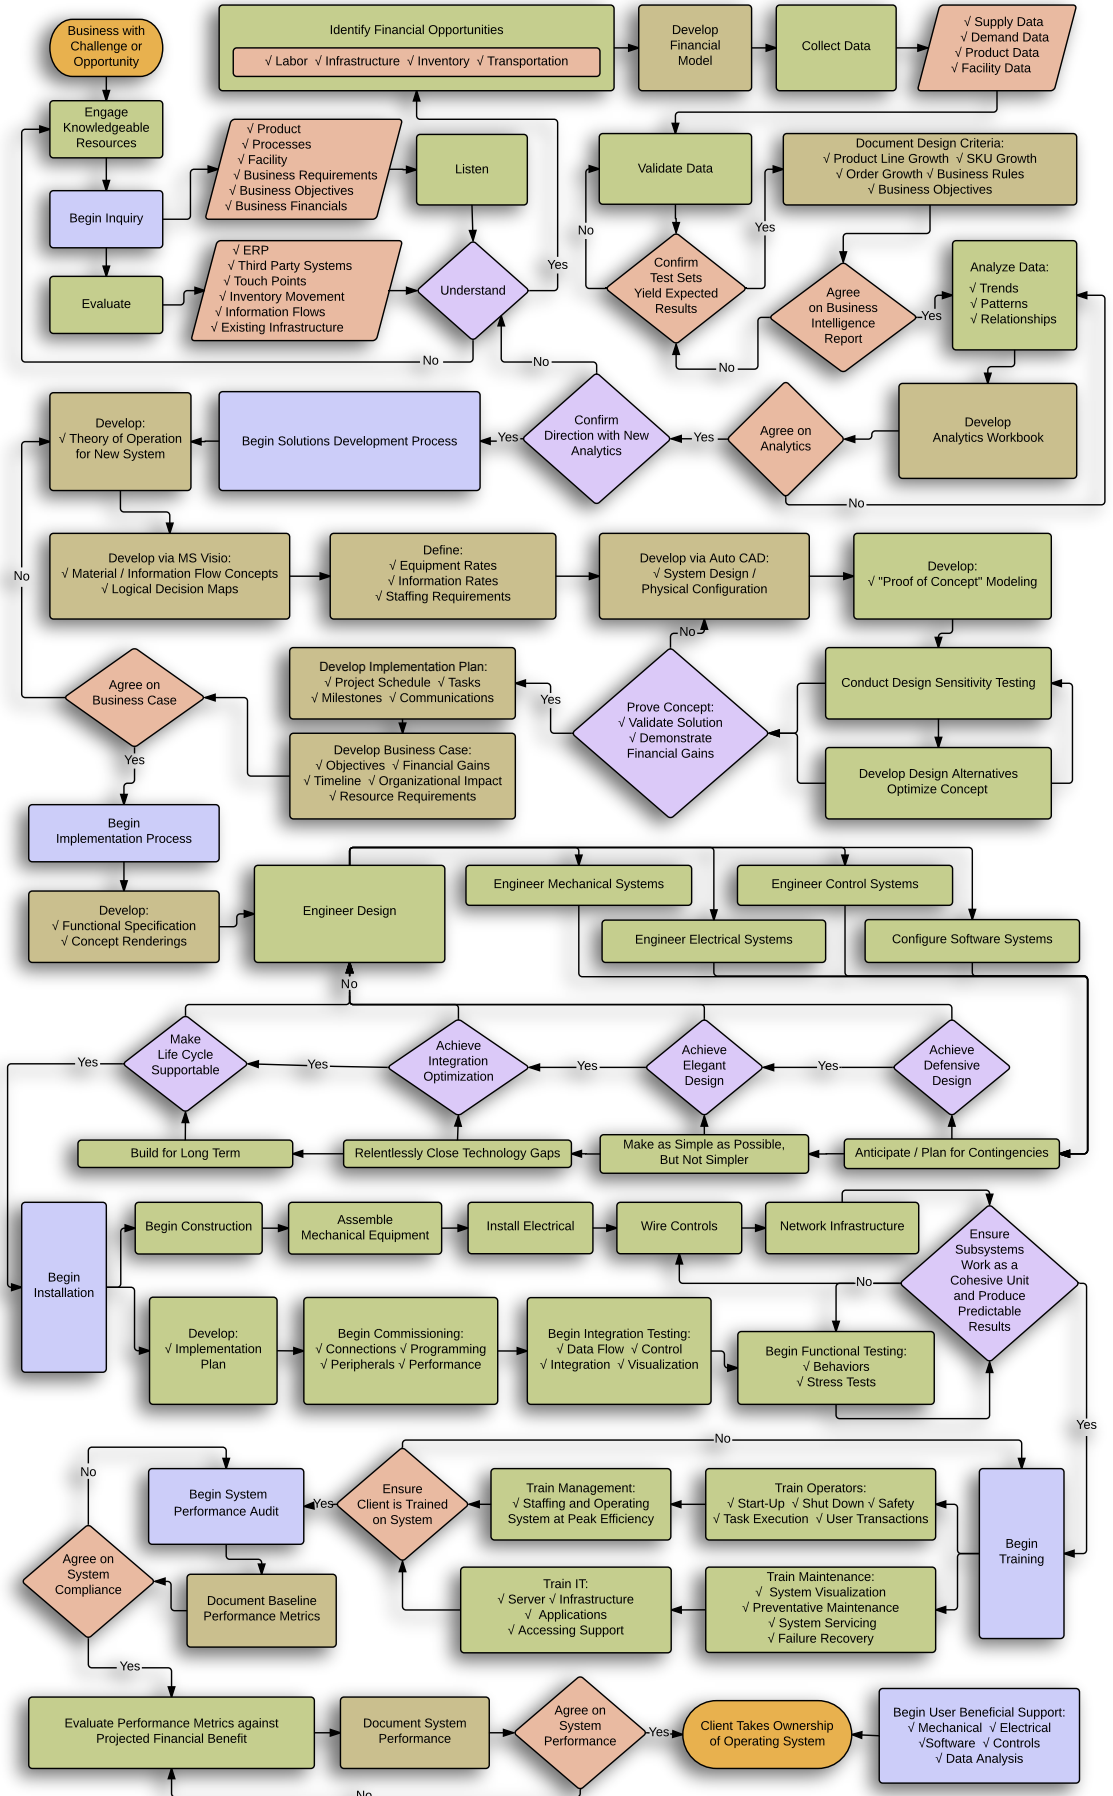 Business with
Challenge or
Opportunity
Identify Financial Opportunities
√ Labor √ Infrastructure √ Inventory √ Transportation
Develop
Financial
Model
Collect Data
√ Supply Data
√ Demand Data
√ Product Data
√ Facility Data
Engage
Knowledgeable
Resources
√ Product
√ Processes
√ Facility
√ Business Requirements
√ Business Objectives
√ Business Financials
Listen
Validate Data
Document Design Criteria:
√ Product Line Growth √ SKU Growth
√ Order Growth √ Business Rules
√ Business Objectives
Begin Inquiry
No
Yes
Evaluate
√ ERP
√ Third Party Systems
√ Touch Points
√ Inventory Movement
√ Information Flows
√ Existing Infrastructure
Understand
Yes
Confirm
Test Sets
Yield Expected
Results
Agree
on Business
Intelligence
Report
Yes
Analyze Data:
√ Trends
√ Patterns
√ Relationships
No
No
No
Develop:
√ Theory of Operation
for New System
Begin Solutions Development Process
Yes
Confirm
Direction with New
Analytics
Yes
Agree on
Analytics
Develop
Analytics Workbook
No
No
Develop via MS Visio:
√ Material / Information Flow Concepts
√ Logical Decision Maps
Define:
√ Equipment Rates
√ Information Rates
√ Staffing Requirements
Develop via Auto CAD:
√ System Design /
Physical Configuration
Develop:
√ "Proof of Concept" Modeling
No
Agree on
Business Case
Develop Implementation Plan:
√ Project Schedule √ Tasks
√ Milestones √ Communications
Yes
Prove Concept:
√ Validate Solution
√ Demonstrate
Financial Gains
Conduct Design Sensitivity Testing
Yes
Develop Business Case:
√ Objectives √ Financial Gains
√ Timeline √ Organizational Impact
√ Resource Requirements
Develop Design Alternatives
Optimize Concept
Begin
Implementation Process
Develop:
√ Functional Specification
√ Concept Renderings
Engineer Design
Engineer Mechanical Systems
Engineer Control Systems
Engineer Electrical Systems
Configure Software Systems
No
Yes
Make
Life Cycle
Supportable
Yes
Achieve
Integration
Optimization
Yes
Achieve
Elegant
Design
Yes
Achieve
Defensive
Design
Build for Long Term
Relentlessly Close Technology Gaps
Make as Simple as Possible,
But Not Simpler
Anticipate / Plan for Contingencies
Begin
Installation
Begin Construction
Assemble
Mechanical Equipment
Install Electrical
Wire Controls
Network Infrastructure
Ensure
Subsystems
Work as a
Cohesive Unit
and Produce
Predictable
Results
No
Develop:
√ Implementation
Plan
Begin Commissioning:
√ Connections √ Programming
√ Peripherals √ Performance
Begin Integration Testing:
√ Data Flow √ Control
√ Integration √ Visualization
Begin Functional Testing:
√ Behaviors
√ Stress Tests
Yes
No
No
Begin System
Performance Audit
Yes
Ensure
Client is Trained
on System
Train Management:
√ Staffing and Operating
System at Peak Efficiency
Train Operators:
√ Start-Up √ Shut Down √ Safety
√ Task Execution √ User Transactions
Begin
Training
Agree on
System
Compliance
Document Baseline
Performance Metrics
Train IT:
√ Server √ Infrastructure
√ Applications
√ Accessing Support
Train Maintenance:
√ System Visualization
√ Preventative Maintenance
√ System Servicing
√ Failure Recovery
Yes
Evaluate Performance Metrics against
Projected Financial Benefit
Document System
Performance
Agree on
System
Performance
Yes
Client Takes Ownership
of Operating System
Begin User Beneficial Support:
√ Mechanical √ Electrical
√Software √ Controls
√ Data Analysis
No